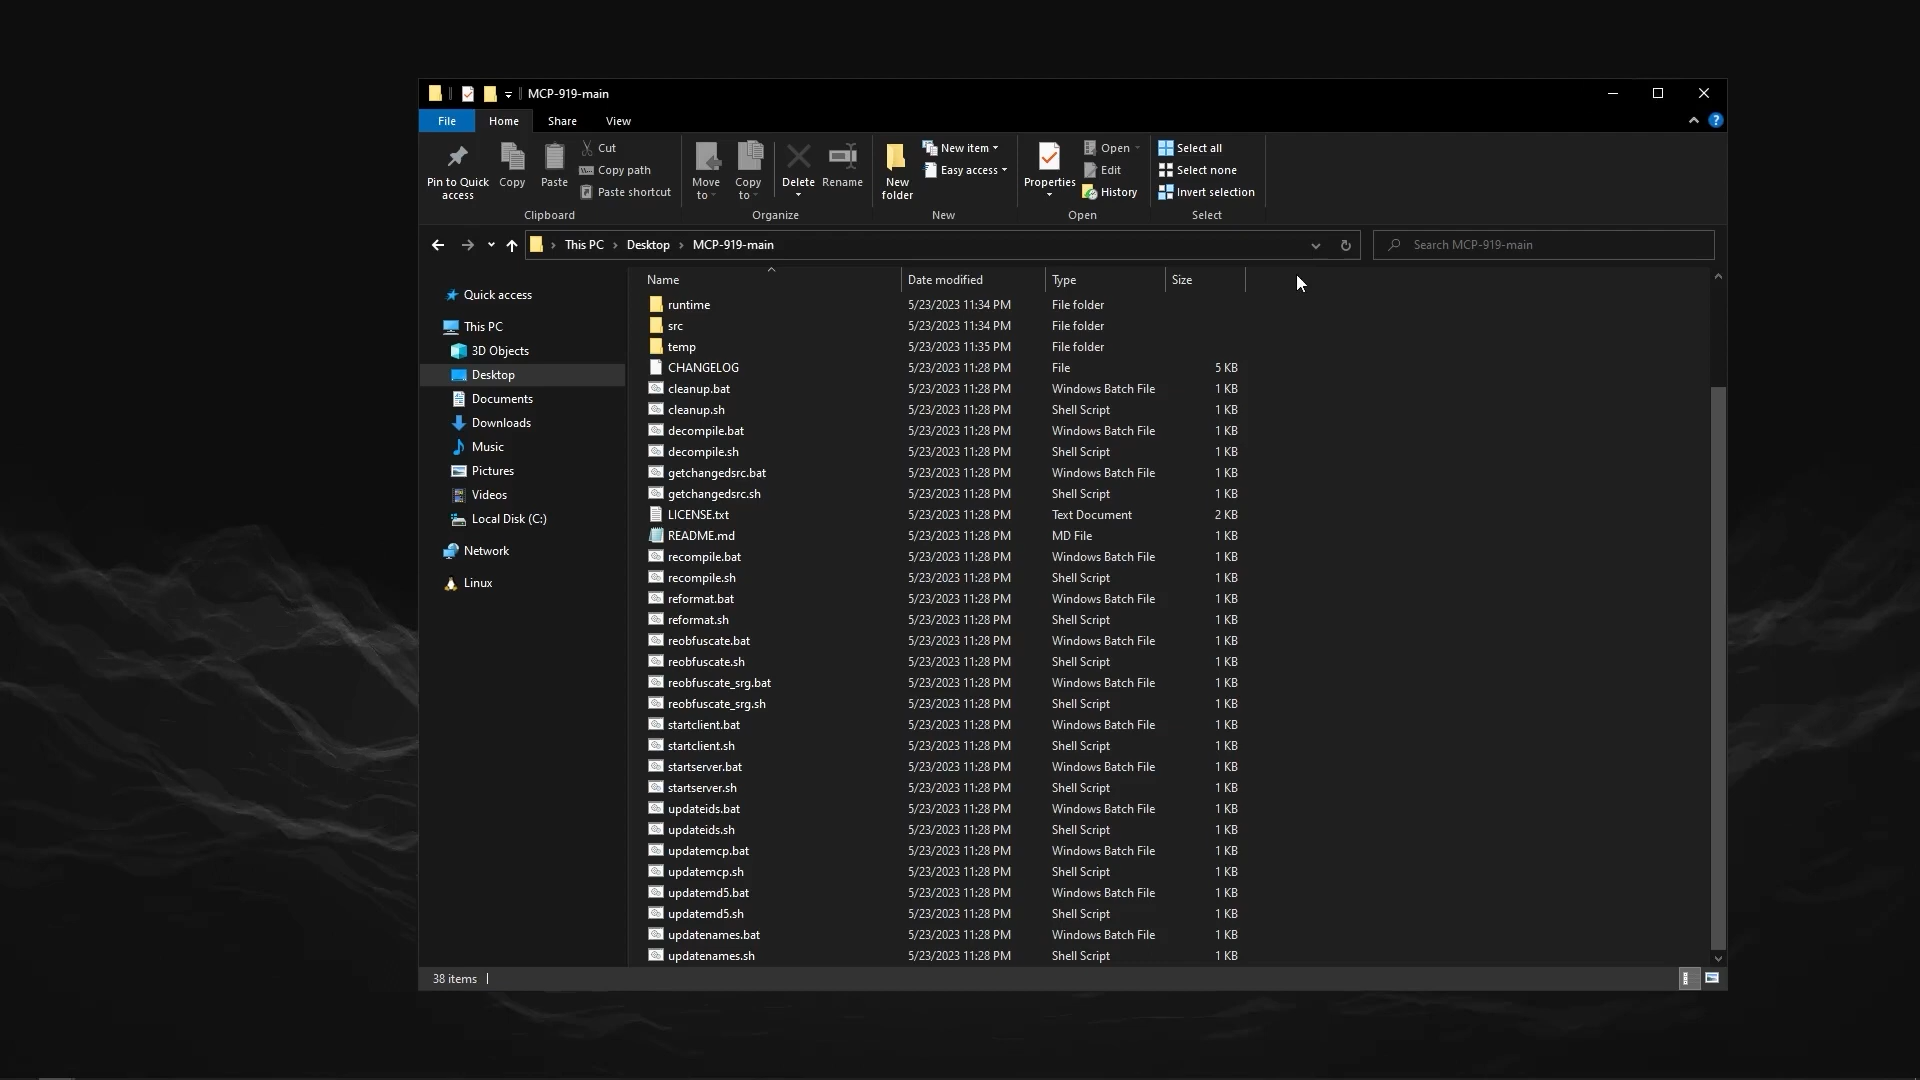 MCP-919-main
File Home Share View
Pin to Quick access
Copy
Paste
Cut
Copy path
Paste shortcut
Clipboard
Move to
Copy to
Delete
Rename
Organize
New folder
New item
Easy access
New
Properties
Open
Edit
History
Open
Select all
Select none
Invert selection
Select
This PC > Desktop > MCP-919-main
Search MCP-919-main
Quick access
This PC
3D Objects
Desktop
Documents
Downloads
Music
Pictures
Videos
Local Disk (C:)
Network
Linux
Name Date modified Type Size
runtime 5/23/2023 11:34 PM File folder
src 5/23/2023 11:34 PM File folder
temp 5/23/2023 11:35 PM File folder
CHANGELOG 5/23/2023 11:28 PM File 5 KB
cleanup.bat 5/23/2023 11:28 PM Windows Batch File 1 KB
cleanup.sh 5/23/2023 11:28 PM Shell Script 1 KB
decompile.bat 5/23/2023 11:28 PM Windows Batch File 1 KB
decompile.sh 5/23/2023 11:28 PM Shell Script 1 KB
getchangedsrc.bat 5/23/2023 11:28 PM Windows Batch File 1 KB
getchangedsrc.sh 5/23/2023 11:28 PM Shell Script 1 KB
LICENSE.txt 5/23/2023 11:28 PM Text Document 2 KB
README.md 5/23/2023 11:28 PM MD File 1 KB
recompile.bat 5/23/2023 11:28 PM Windows Batch File 1 KB
recompile.sh 5/23/2023 11:28 PM Shell Script 1 KB
reformat.bat 5/23/2023 11:28 PM Windows Batch File 1 KB
reformat.sh 5/23/2023 11:28 PM Shell Script 1 KB
reobfuscate.bat 5/23/2023 11:28 PM Windows Batch File 1 KB
reobfuscate.sh 5/23/2023 11:28 PM Shell Script 1 KB
reobfuscate_srg.bat 5/23/2023 11:28 PM Windows Batch File 1 KB
reobfuscate_srg.sh 5/23/2023 11:28 PM Shell Script 1 KB
startclient.bat 5/23/2023 11:28 PM Windows Batch File 1 KB
startclient.sh 5/23/2023 11:28 PM Shell Script 1 KB
startserver.bat 5/23/2023 11:28 PM Windows Batch File 1 KB
startserver.sh 5/23/2023 11:28 PM Shell Script 1 KB
updateids.bat 5/23/2023 11:28 PM Windows Batch File 1 KB
updateids.sh 5/23/2023 11:28 PM Shell Script 1 KB
updatemcp.bat 5/23/2023 11:28 PM Windows Batch File 1 KB
updatemcp.sh 5/23/2023 11:28 PM Shell Script 1 KB
updatemd5.bat 5/23/2023 11:28 PM Windows Batch File 1 KB
updatemd5.sh 5/23/2023 11:28 PM Shell Script 1 KB
updatenames.bat 5/23/2023 11:28 PM Windows Batch File 1 KB
updatenames.sh 5/23/2023 11:28 PM Shell Script 1 KB
38 items